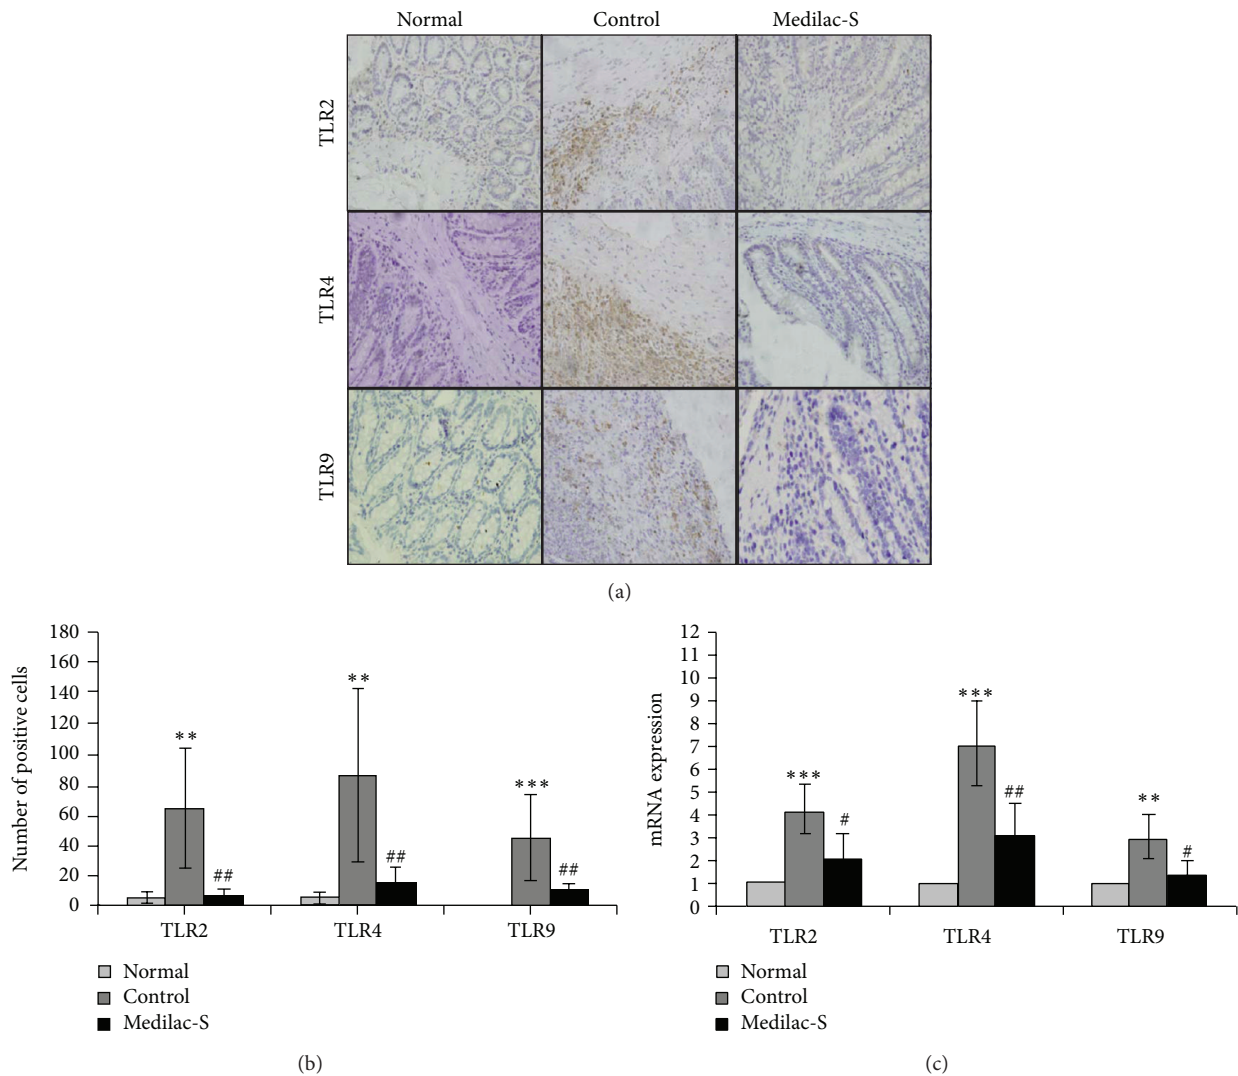 Normal Control Medilac-S
TLR2
TLR4
TLR9
(a)
180
160
140
120
100
80
60
40
20
0
Number of positive cells
**
##
**
##
***
##
TLR2 TLR4 TLR9
Normal
Control
Medilac-S
(b)
12
11
10
9
8
7
6
5
4
3
2
1
0
mRNA expression
***
#
***
##
**
#
TLR2 TLR4 TLR9
Normal
Control
Medilac-S
(c)